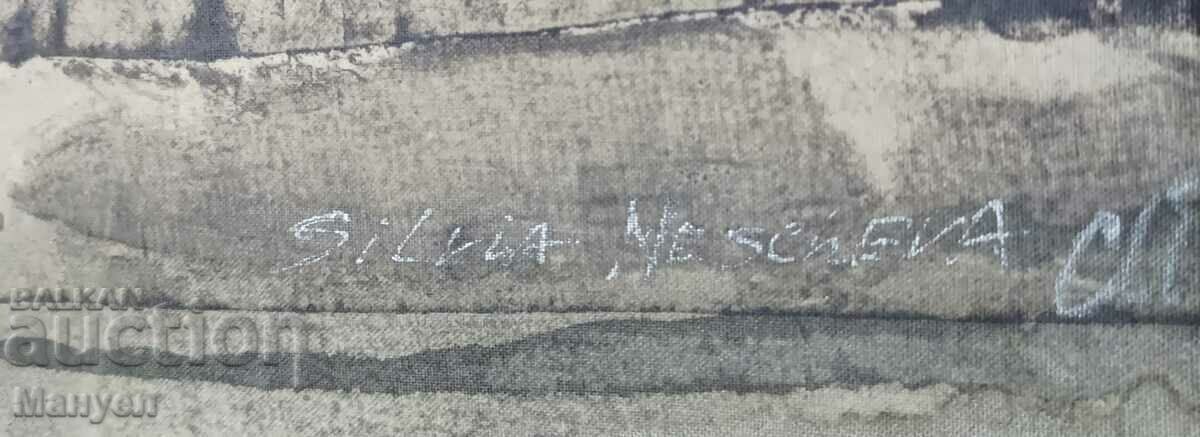 SiLvia NescheVA
BALKAN
auction
Мануел